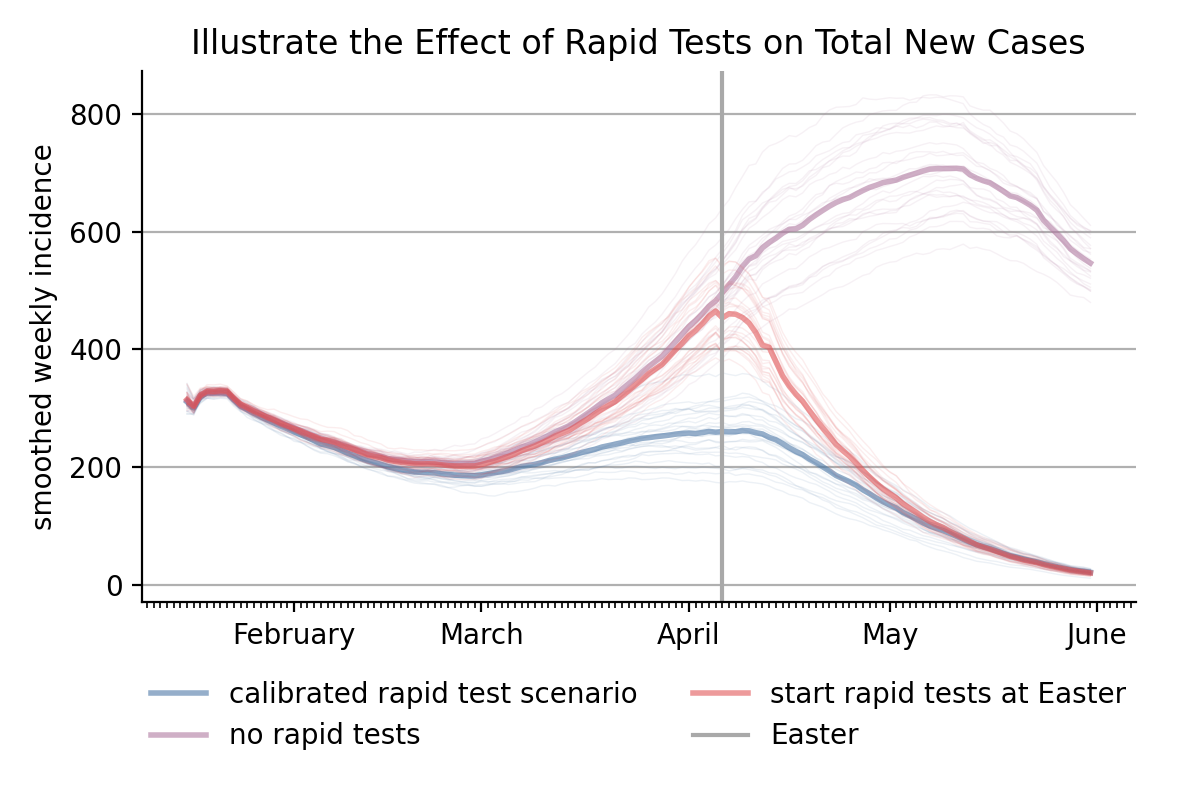 Illustrate the Effect of Rapid Tests on Total New Cases
smoothed weekly incidence
800
600
400
200
0
February March April May June
calibrated rapid test scenario start rapid tests at Easter
no rapid tests Easter